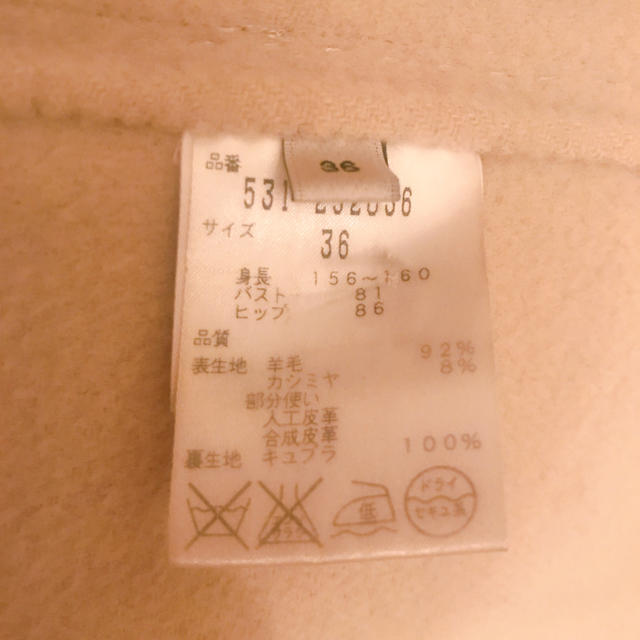 品番
36
531
サイズ
36
身長 156〜160
バスト 81
ヒップ 86
品質
表生地 羊毛 92%
カシミヤ 8%
部分使い
人工皮革
合成皮革
裏生地 キュプラ 100%
低
ドライ
セキユ系